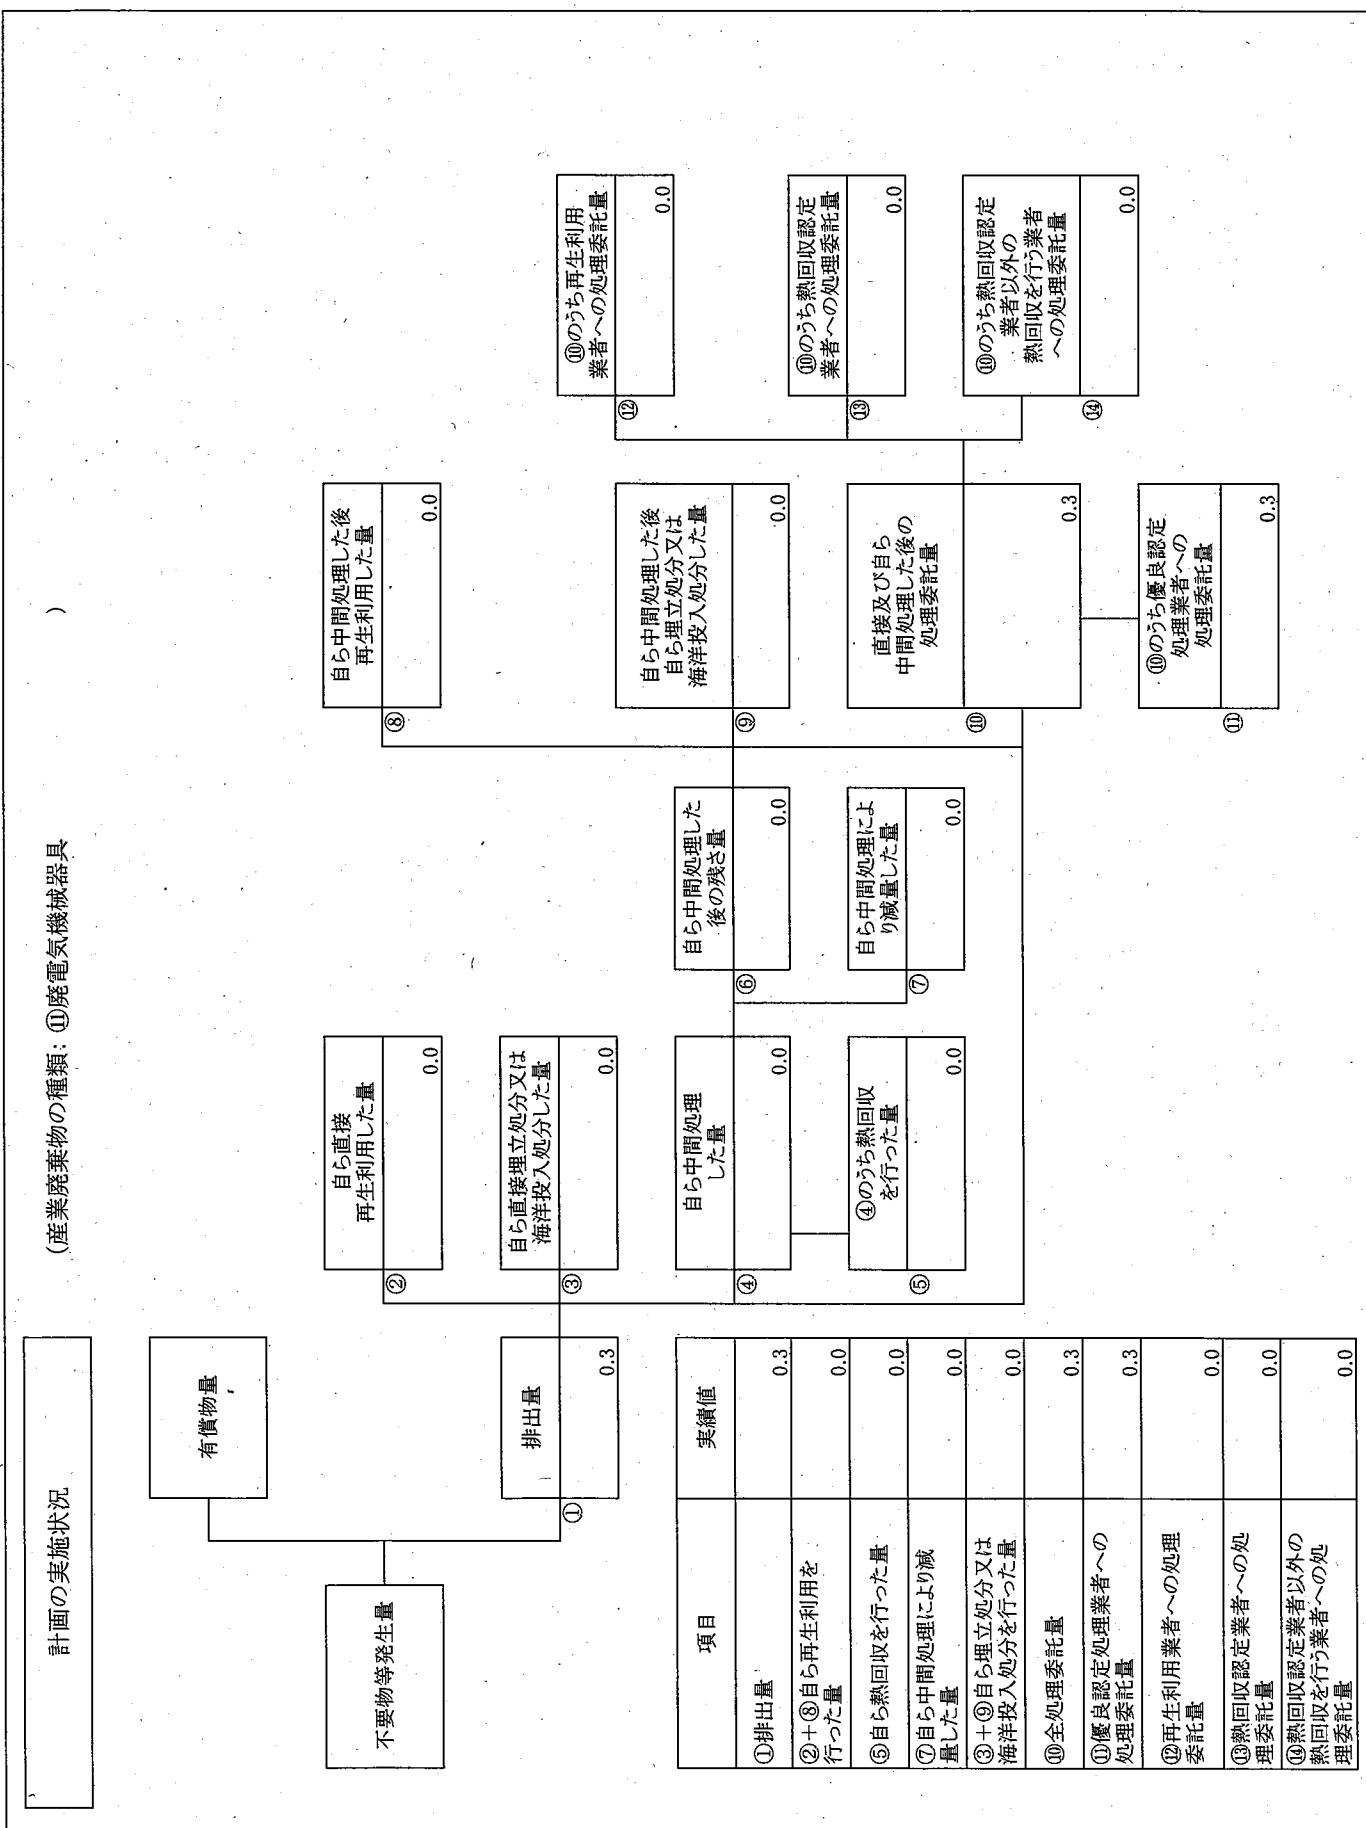 計画の実施状況
(産業廃棄物の種類：⑪廃電気機械器具
)
不要物等発生量
有償物量
排出量
①
0.3
自ら直接
再生利用した量
②
0.0
自ら直接埋立処分又は
海洋投入処分した量
③
0.0
自ら中間処理
した量
④
0.0
④のうち熱回収
を行った量
⑤
0.0
自ら中間処理した
後の残さ量
⑥
0.0
自ら中間処理によ
り減量した量
⑦
0.0
自ら中間処理した後
再生利用した量
⑧
0.0
自ら中間処理した後
自ら埋立処分又は
海洋投入処分した量
⑨
0.0
直接及び自ら
中間処理した後の
処理委託量
⑩
0.3
⑩のうち優良認定
処理業者への
処理委託量
⑪
0.3
⑩のうち再生利用
業者への処理委託量
⑫
0.0
⑩のうち熱回収認定
業者への処理委託量
⑬
0.0
⑩のうち熱回収認定
業者以外の
熱回収を行う業者
への処理委託量
⑭
0.0
項目 実績値
①排出量 0.3
②＋⑧自ら再生利用を
行った量 0.0
⑤自ら熱回収を行った量 0.0
⑦自ら中間処理により減
量した量 0.0
③＋⑨自ら埋立処分又は
海洋投入処分を行った量 0.0
⑩全処理委託量 0.3
⑪優良認定処理業者への
処理委託量 0.3
⑫再生利用業者への処理
委託量 0.0
⑬熱回収認定業者への処
理委託量 0.0
⑭熱回収認定業者以外の
熱回収を行う業者への処
理委託量 0.0